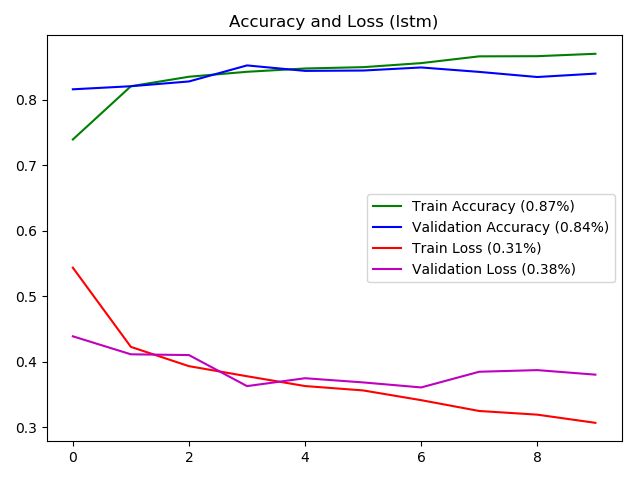 Accuracy and Loss (lstm)
0.8
0.7
0.6
0.5
0.4
0.3
Train Accuracy (0.87%)
Validation Accuracy (0.84%)
Train Loss (0.31%)
Validation Loss (0.38%)
0 2 4 6 8